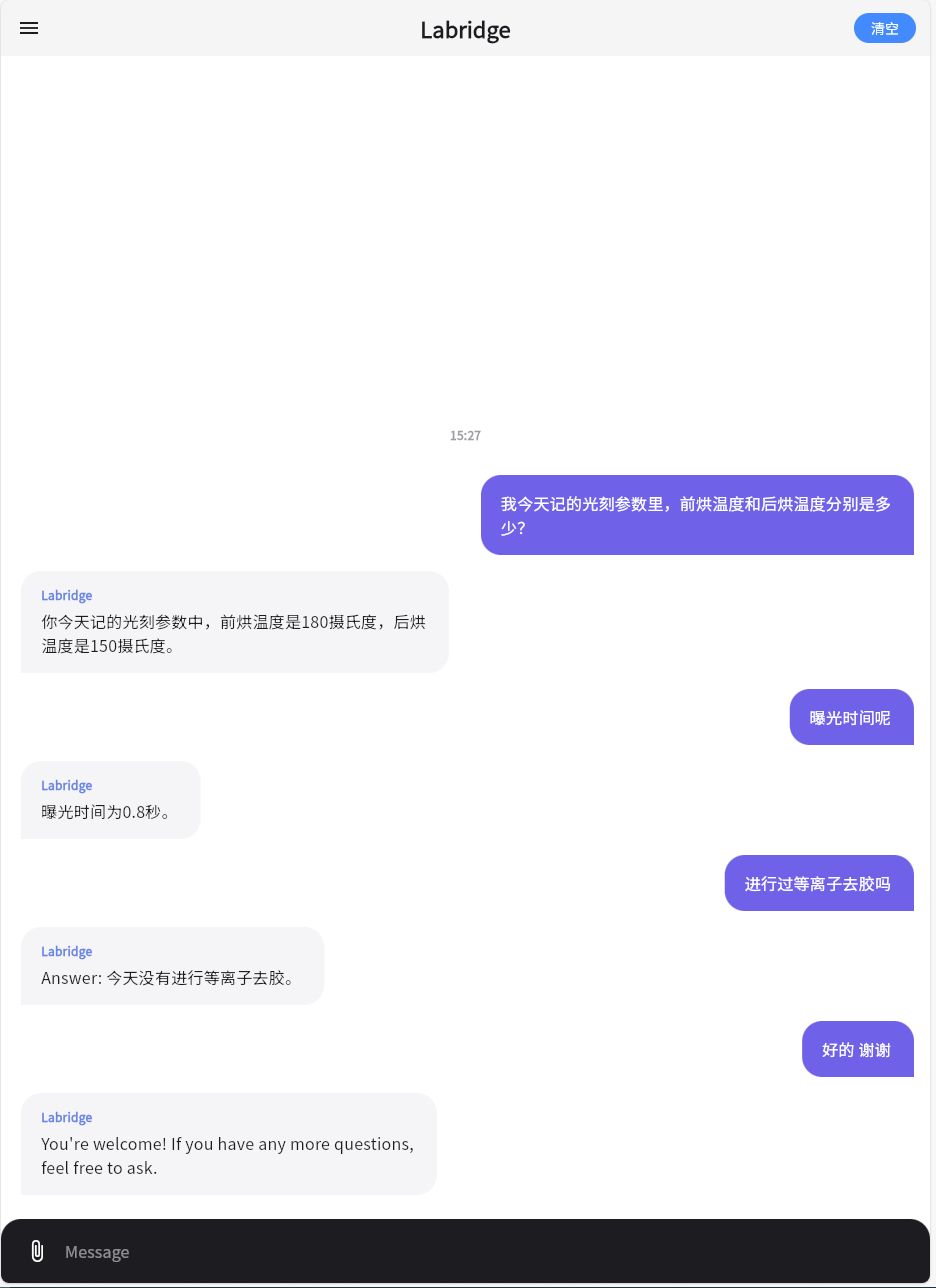 Labridge
清空
15:27
我今天记的光刻参数里，前烘温度和后烘温度分别是多
少？
Labridge
你今天记的光刻参数中，前烘温度是180摄氏度，后烘
温度是150摄氏度。
曝光时间呢
Labridge
曝光时间为0.8秒。
进行过等离子去胶吗
Labridge
Answer: 今天没有进行等离子去胶。
好的 谢谢
Labridge
You're welcome! If you have any more questions,
feel free to ask.
Message